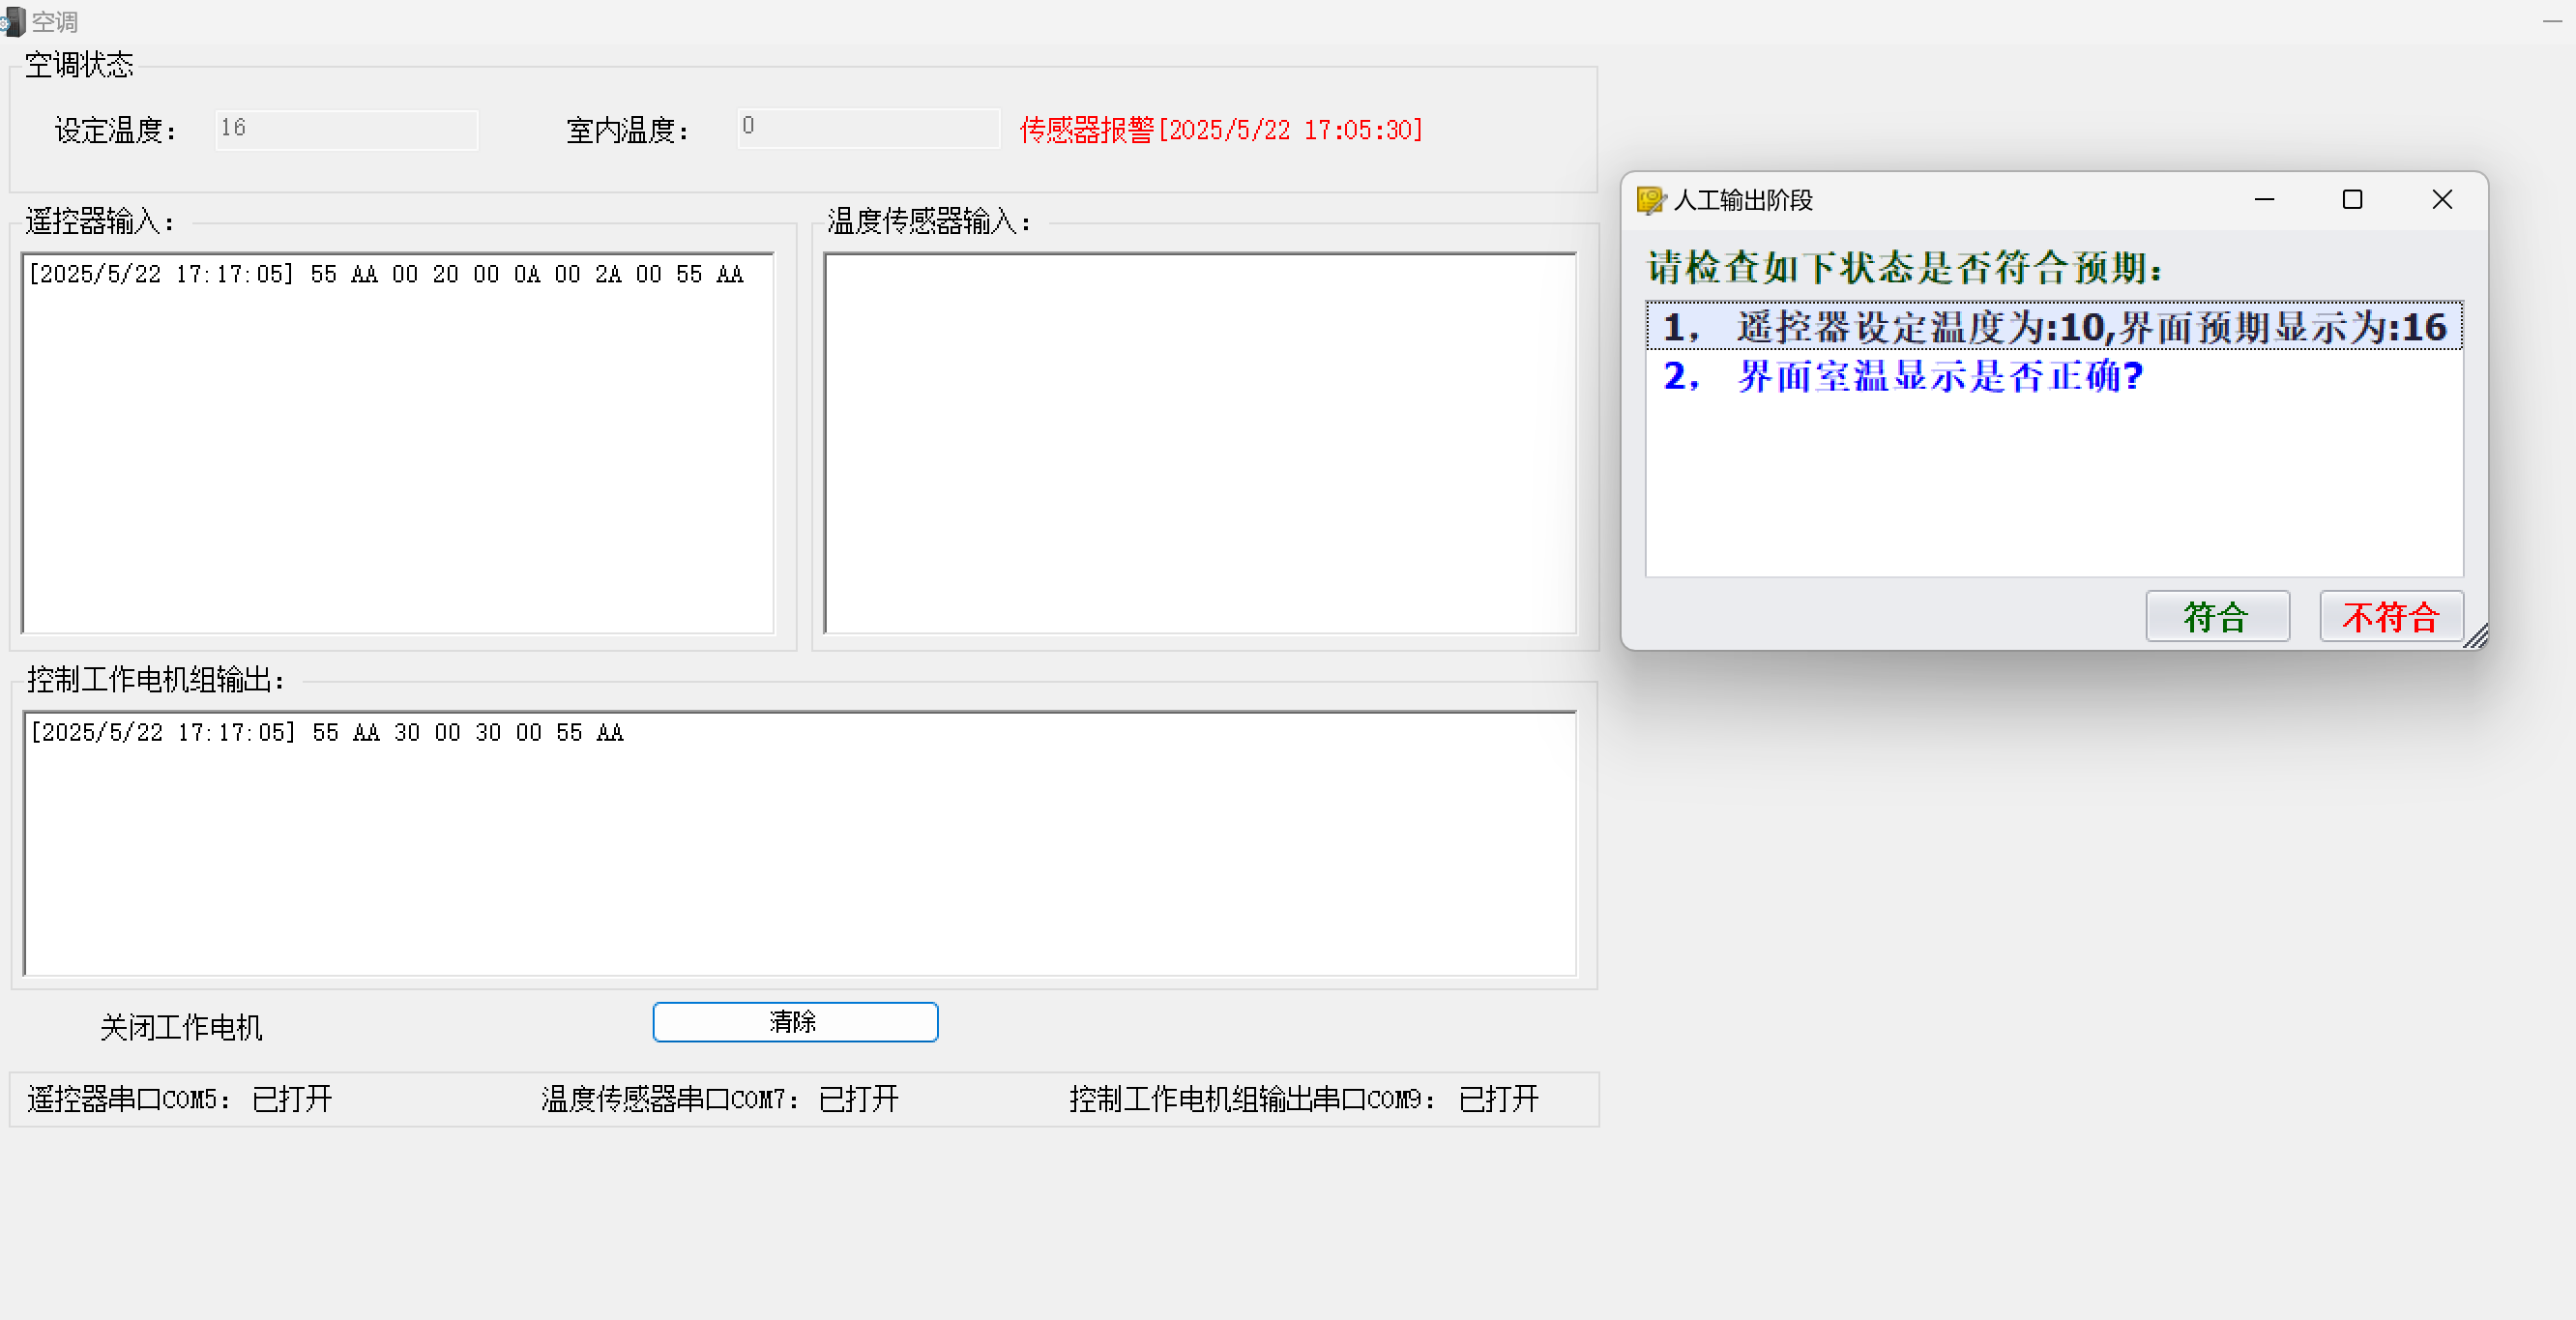 空调
空调状态
设定温度： 16 室内温度： 0 传感器报警[2025/5/22 17:05:30]
遥控器输入：
[2025/5/22 17:17:05] 55 AA 00 20 00 0A 00 2A 00 55 AA
温度传感器输入：
人工输出阶段
请检查如下状态是否符合预期：
1， 遥控器设定温度为:10,界面预期显示为:16
2， 界面室温显示是否正确?
符合 不符合
控制工作电机组输出：
[2025/5/22 17:17:05] 55 AA 30 00 30 00 55 AA
关闭工作电机 清除
遥控器串口COM5： 已打开 温度传感器串口COM7： 已打开 控制工作电机组输出串口COM9： 已打开